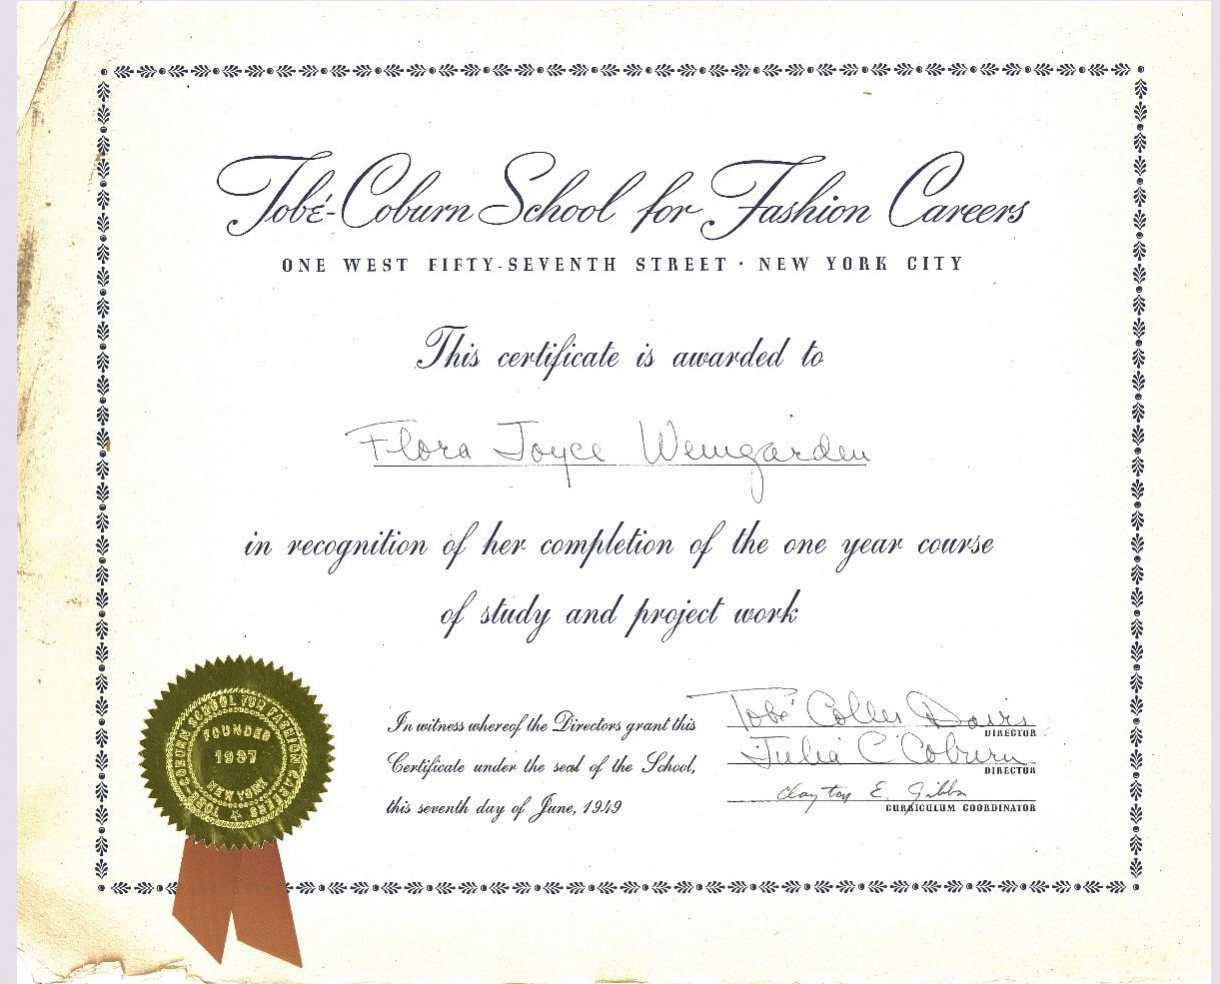 Tobé-Coburn School for Fashion Careers
ONE WEST FIFTY-SEVENTH STREET · NEW YORK CITY
This certificate is awarded to
Flora Joyce Weingarden
in recognition of her completion of the one year course
of study and project work
In witness whereof the Directors grant this
Certificate under the seal of the School,
this seventh day of June, 1949
Tobé Coller Davis
DIRECTOR
Julia C Coburn
DIRECTOR
Clayton E. Gibbs
CURRICULUM COORDINATOR
TOBE-COBURN SCHOOL FOR FASHION CAREERS
FOUNDED
1937
NEW YORK